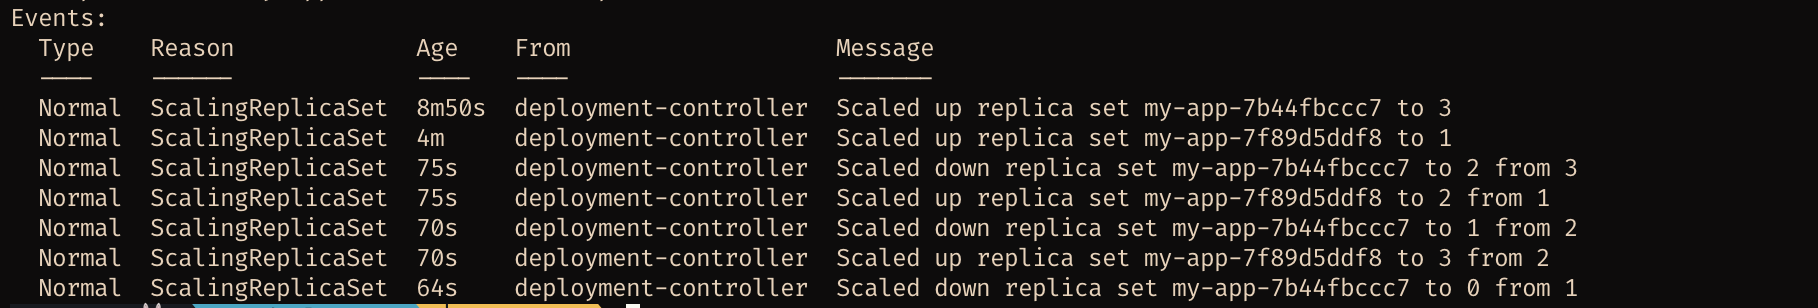 Events:
Type Reason Age From Message
---- ------ ---- ---- -------
Normal ScalingReplicaSet 8m50s deployment-controller Scaled up replica set my-app-7b44fbccc7 to 3
Normal ScalingReplicaSet 4m deployment-controller Scaled up replica set my-app-7f89d5ddf8 to 1
Normal ScalingReplicaSet 75s deployment-controller Scaled down replica set my-app-7b44fbccc7 to 2 from 3
Normal ScalingReplicaSet 75s deployment-controller Scaled up replica set my-app-7f89d5ddf8 to 2 from 1
Normal ScalingReplicaSet 70s deployment-controller Scaled down replica set my-app-7b44fbccc7 to 1 from 2
Normal ScalingReplicaSet 70s deployment-controller Scaled up replica set my-app-7f89d5ddf8 to 3 from 2
Normal ScalingReplicaSet 64s deployment-controller Scaled down replica set my-app-7b44fbccc7 to 0 from 1